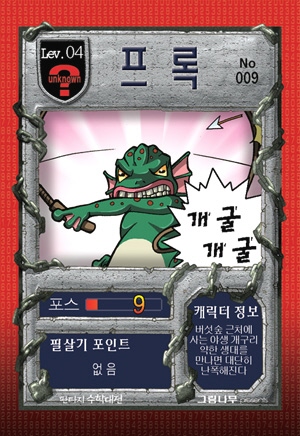 Lev. 04
unknown
?
프록
No
009
개굴
개굴
포스 9
필살기 포인트
없음
캐릭터 정보
버섯숲 근처에
사는 야생 개구리
약한 상대를
만나면 대단히
난폭해진다
판타지 수학대전
그림나무 presents